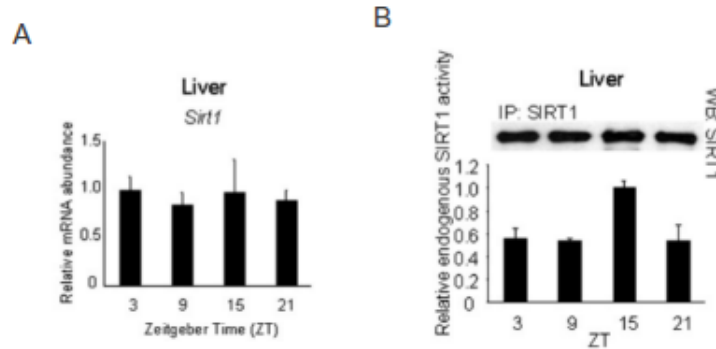 A
Liver
Sirt1
Relative mRNA abundance
1.5
1.0
0.5
0
3 9 15 21
Zeitgeber Time (ZT)
B
Liver
IP: SIRT1
WB: SIRT1
Relative endogenous SIRT1 activity
1.2
1.0
0.8
0.6
0.4
0.2
0
3 9 15 21
ZT